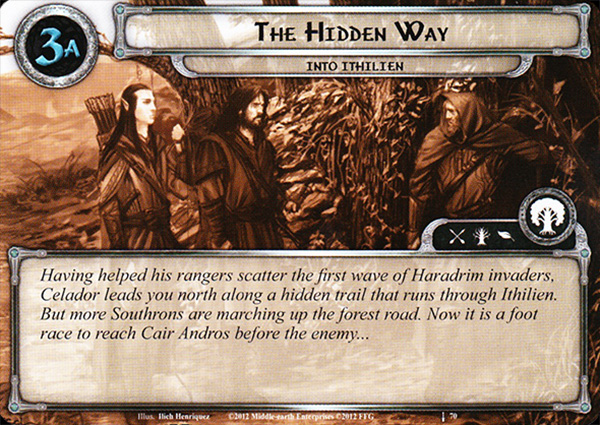 3A
The Hidden Way
Into Ithilien
Having helped his rangers scatter the first wave of Haradrim invaders,
Celador leads you north along a hidden trail that runs through Ithilien.
But more Southrons are marching up the forest road. Now it is a foot
race to reach Cair Andros before the enemy...
Illus. Ilich Henriquez ©2012 Middle-earth Enterprises ©2012 FFG 70